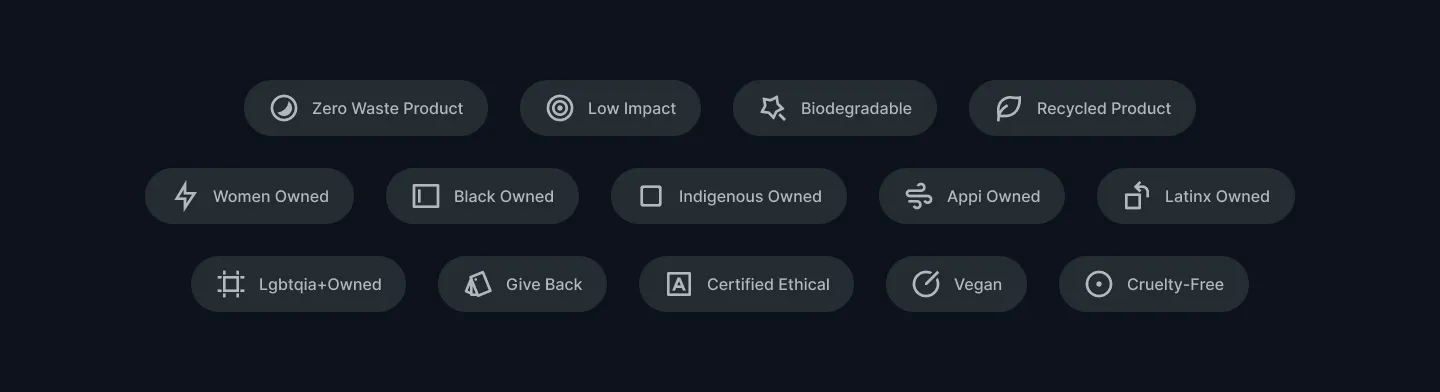 Zero Waste Product
Low Impact
Biodegradable
Recycled Product
Women Owned
Black Owned
Indigenous Owned
Appi Owned
Latinx Owned
Lgbtqia+Owned
Give Back
A Certified Ethical
Vegan
Cruelty-Free